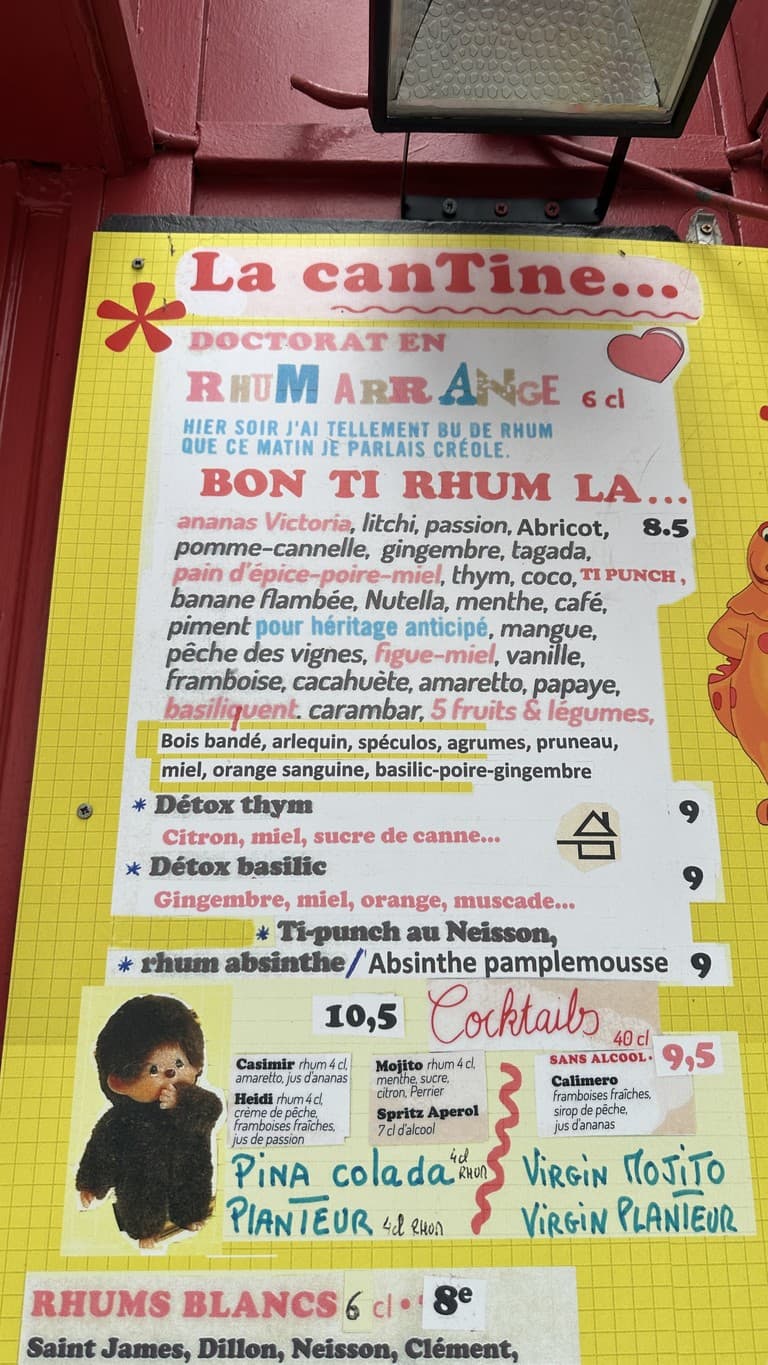 La canTine...
DOCTORAT EN
RHUM ARRANGE 6 cl
HIER SOIR J'AI TELLEMENT BU DE RHUM
QUE CE MATIN JE PARLAIS CRÉOLE.
BON TI RHUM LA...
ananas Victoria, litchi, passion, Abricot, 8.5
pomme-cannelle, gingembre, tagada,
pain d'épice-poire-miel, thym, coco, TI PUNCH,
banane flambée, Nutella, menthe, café,
piment pour héritage anticipé, mangue,
pêche des vignes, figue-miel, vanille,
framboise, cacahuète, amaretto, papaye,
basiliquent. carambar, 5 fruits & légumes,
Bois bandé, arlequin, spéculos, agrumes, pruneau,
miel, orange sanguine, basilic-poire-gingembre
* Détox thym 9
Citron, miel, sucre de canne...
* Détox basilic 9
Gingembre, miel, orange, muscade...
* Ti-punch au Neisson,
* rhum absinthe/Absinthe pamplemousse 9
10,5 Cocktails 40 cl
Casimir rhum 4 cl,
amaretto, jus d'ananas
Heidi rhum 4 cl,
crème de pêche,
framboises fraîches,
jus de passion
Mojito rhum 4 cl,
menthe, sucre,
citron, Perrier
Spritz Aperol
7 cl d'alcool
SANS ALCOOL • 9,5
Calimero
framboises fraîches,
sirop de pêche,
jus d'ananas
PiNA colada 4cl RHUM
PLANTEUR 4cl RHUM
ViRGiN MOJiTO
ViRGiN PLANTEUR
RHUMS BLANCS 6 cl • 8e
Saint James, Dillon, Neisson, Clément,